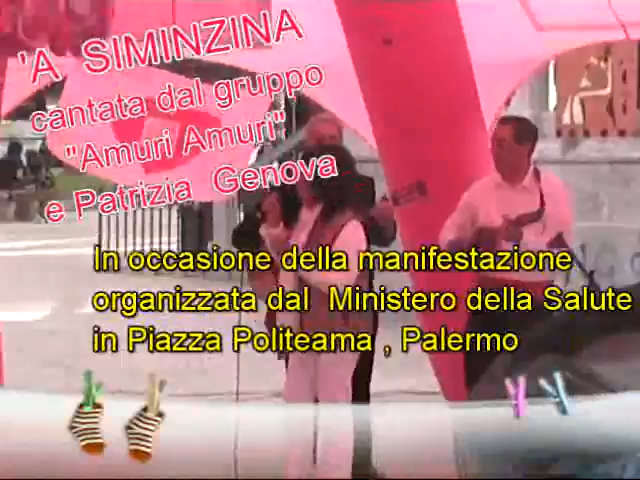 'A SIMINZINA
cantata dal gruppo
"Amuri Amuri"
e Patrizia Genova
In occasione della manifestazione
organizzata dal Ministero della Salute
in Piazza Politeama , Palermo